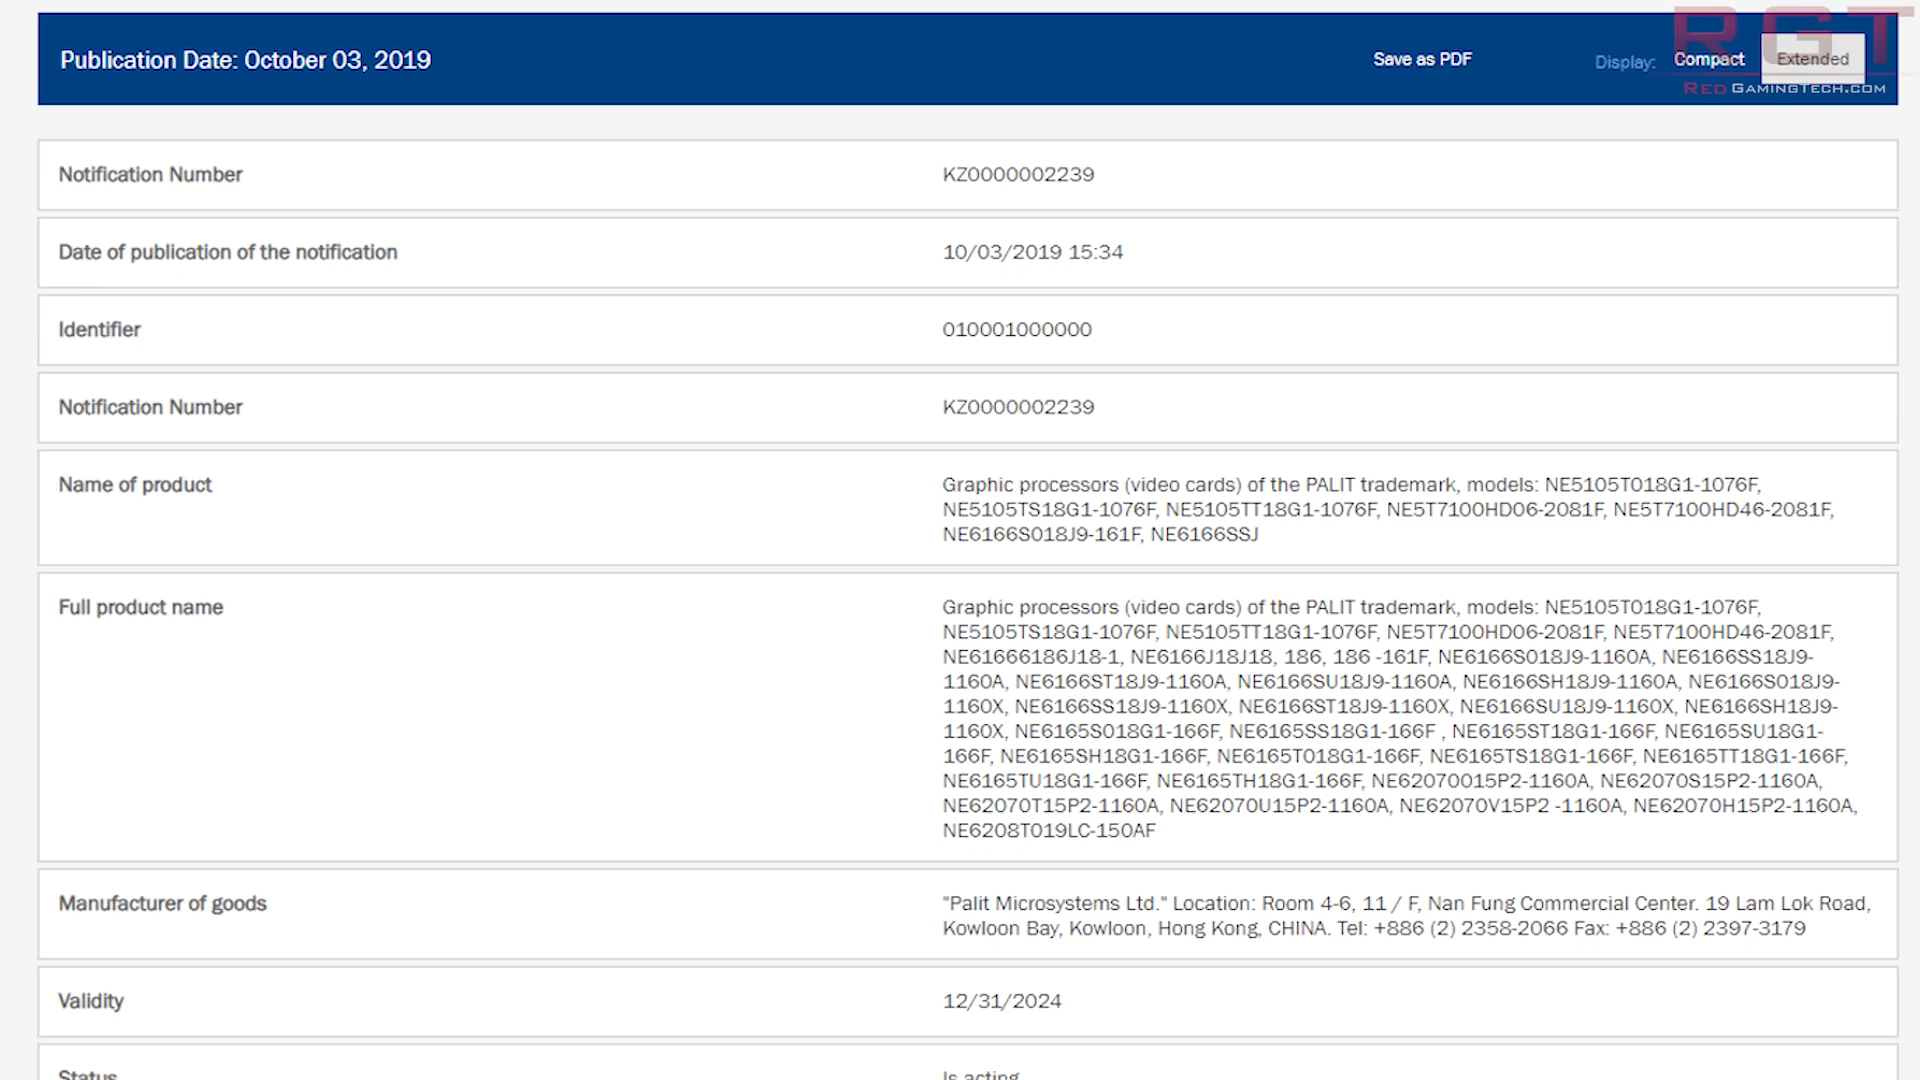 Publication Date: October 03, 2019
Save as PDF
Display: Compact Extended
RGT
REDGAMINGTECH.COM
Notification Number
KZ0000002239
Date of publication of the notification
10/03/2019 15:34
Identifier
010001000000
Notification Number
KZ0000002239
Name of product
Graphic processors (video cards) of the PALIT trademark, models: NE5105T018G1-1076F,
NE5105TS18G1-1076F, NE5105TT18G1-1076F, NE5T7100HD06-2081F, NE5T7100HD46-2081F,
NE6166S018J9-161F, NE6166SSJ
Full product name
Graphic processors (video cards) of the PALIT trademark, models: NE5105T018G1-1076F,
NE5105TS18G1-1076F, NE5105TT18G1-1076F, NE5T7100HD06-2081F, NE5T7100HD46-2081F,
NE61666186J18-1, NE6166J18J18, 186, 186 -161F, NE6166S018J9-1160A, NE6166SS18J9-
1160A, NE6166ST18J9-1160A, NE6166SU18J9-1160A, NE6166SH18J9-1160A, NE6166S018J9-
1160X, NE6166SS18J9-1160X, NE6166ST18J9-1160X, NE6166SU18J9-1160X, NE6166SH18J9-
1160X, NE6165S018G1-166F, NE6165SS18G1-166F , NE6165ST18G1-166F, NE6165SU18G1-
166F, NE6165SH18G1-166F, NE6165T018G1-166F, NE6165TS18G1-166F, NE6165TT18G1-166F,
NE6165TU18G1-166F, NE6165TH18G1-166F, NE62070015P2-1160A, NE62070S15P2-1160A,
NE62070T15P2-1160A, NE62070U15P2-1160A, NE62070V15P2 -1160A, NE62070H15P2-1160A,
NE6208T019LC-150AF
Manufacturer of goods
"Palit Microsystems Ltd." Location: Room 4-6, 11 / F, Nan Fung Commercial Center. 19 Lam Lok Road,
Kowloon Bay, Kowloon, Hong Kong, CHINA. Tel: +886 (2) 2358-2066 Fax: +886 (2) 2397-3179
Validity
12/31/2024
Status
Is acting